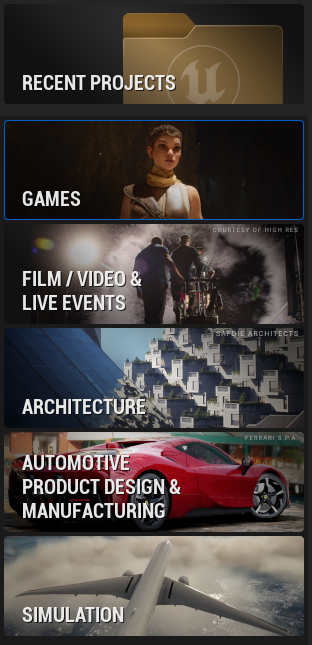 RECENT PROJECTS
GAMES
COURTESY OF HIGH RES
FILM / VIDEO &
LIVE EVENTS
SAFDIE ARCHITECTS
ARCHITECTURE
FERRARI S.P.A
AUTOMOTIVE
PRODUCT DESIGN &
MANUFACTURING
SIMULATION